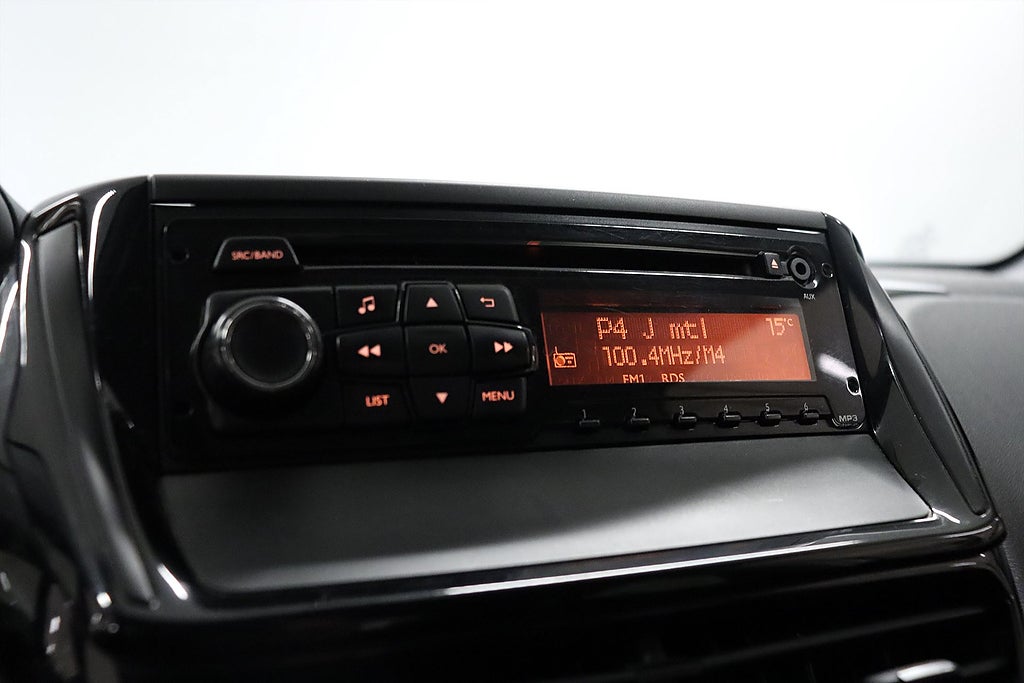 SRC/BAND
AUX
P4 J mtl
15°C
OK
100.4MHz/M4
FM1 RDS
LIST
MENU
1 2 3 4 5 6
MP3